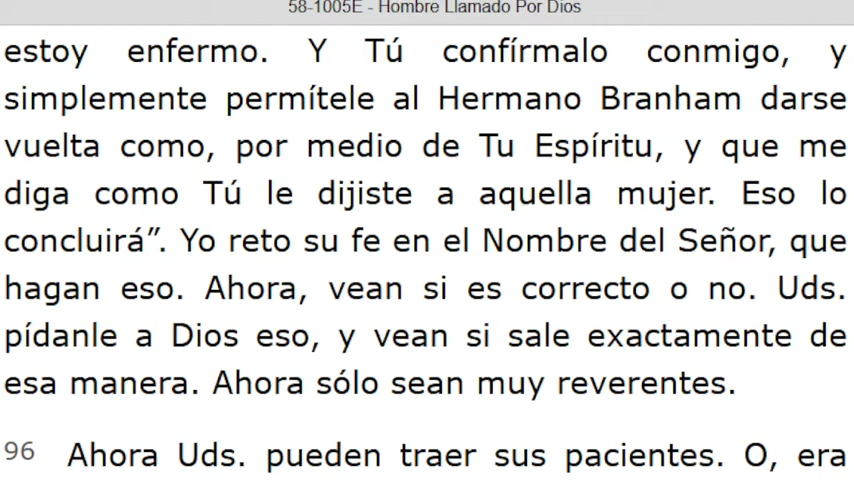 58-1005E - Hombre Llamado Por Dios
estoy enfermo. Y Tú confírmalo conmigo, y
simplemente permítele al Hermano Branham darse
vuelta como, por medio de Tu Espíritu, y que me
diga como Tú le dijiste a aquella mujer. Eso lo
concluirá”. Yo reto su fe en el Nombre del Señor, que
hagan eso. Ahora, vean si es correcto o no. Uds.
pídanle a Dios eso, y vean si sale exactamente de
esa manera. Ahora sólo sean muy reverentes.
96 Ahora Uds. pueden traer sus pacientes. O, era